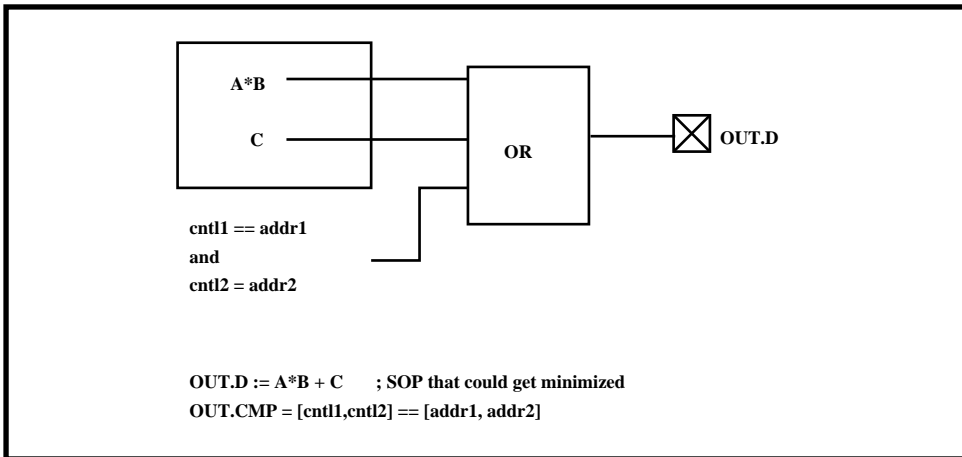 A*B
C
OR
OUT.D
cntl1 == addr1
and
cntl2 = addr2
OUT.D := A*B + C ; SOP that could get minimized
OUT.CMP = [cntl1,cntl2] == [addr1, addr2]